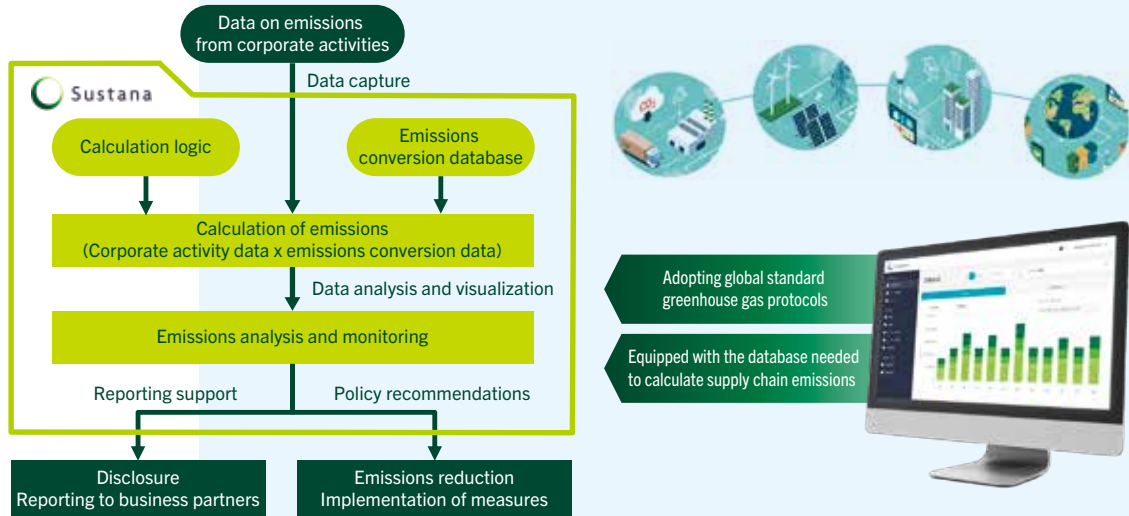 Data on emissions
from corporate activities
Sustana
Data capture
Calculation logic
Emissions
conversion database
Calculation of emissions
(Corporate activity data x emissions conversion data)
Data analysis and visualization
Emissions analysis and monitoring
Reporting support
Policy recommendations
Disclosure
Reporting to business partners
Emissions reduction
Implementation of measures
CO2
Adopting global standard
greenhouse gas protocols
Equipped with the database needed
to calculate supply chain emissions